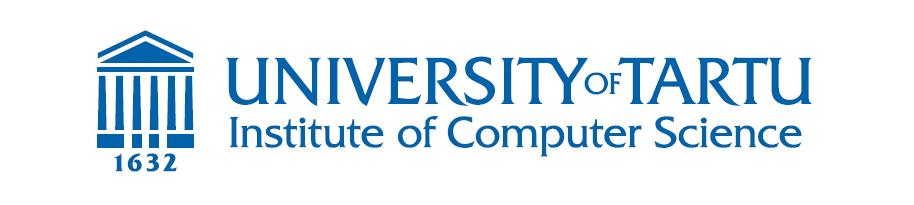 UNIVERSITY OF TARTU
Institute of Computer Science
1632